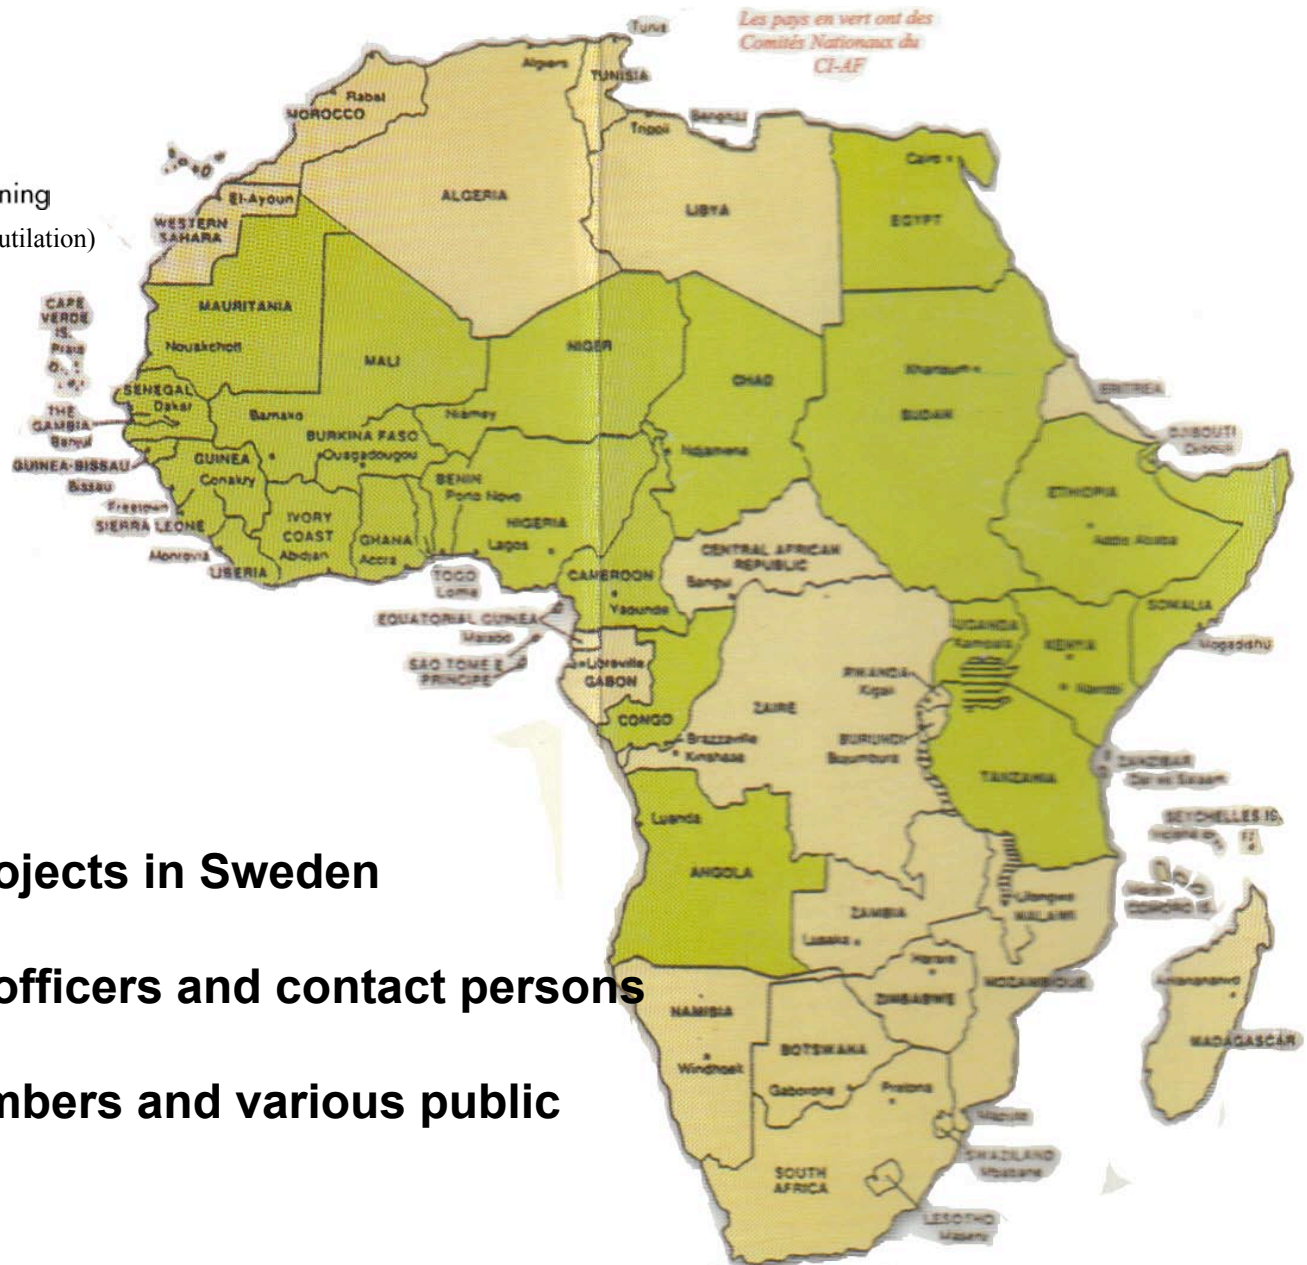 Les pays en vert ont des
Comités Nationaux du
CI-AF
ning
utilation)
Tunis
Algiers
TUNISIA
Rabat
MOROCCO
Tripoli
Benghazi
Cairo
El-Ayoun
ALGERIA
LIBYA
EGYPT
WESTERN
SAHARA
CAPE
VERDE
IS.
Praia
MAURITANIA
Nouakchott
MALI
NIGER
CHAD
Khartoum
SUDAN
ERITREA
SENEGAL
Dakar
THE
GAMBIA
Banjul
Bamako
Niamey
BURKINA FASO
Ouagadougou
Ndjamena
DJIBOUTI
Djibouti
GUINEA-BISSAU
Bissau
GUINEA
Conakry
BENIN
Porto Novo
ETHIOPIA
Addis Ababa
Freetown
SIERRA LEONE
IVORY
COAST
Abidjan
GHANA
Accra
NIGERIA
Lagos
Monrovia
LIBERIA
TOGO
Lome
CAMEROON
Yaounde
CENTRAL AFRICAN
REPUBLIC
Bangui
SOMALIA
Mogadishu
EQUATORIAL GUINEA
Malabo
UGANDA
Kampala
KENYA
Nairobi
SAO TOME E
PRINCIPE
Libreville
GABON
RWANDA
Kigali
ZAIRE
CONGO
Brazzaville
Kinshasa
BURUNDI
Bujumbura
TANZANIA
ZANZIBAR
Dar es Salaam
Luanda
SEYCHELLES IS.
ojects in Sweden
ANGOLA
ZAMBIA
Lusaka
Lilongwe
MALAWI
COMORO IS.
officers and contact persons
Harare
ZIMBABWE
MOZAMBIQUE
NAMIBIA
Windhoek
BOTSWANA
Gaborone
Pretoria
Antananarivo
MADAGASCAR
mbers and various public
Maputo
SWAZILAND
Mbabane
SOUTH
AFRICA
LESOTHO
Maseru